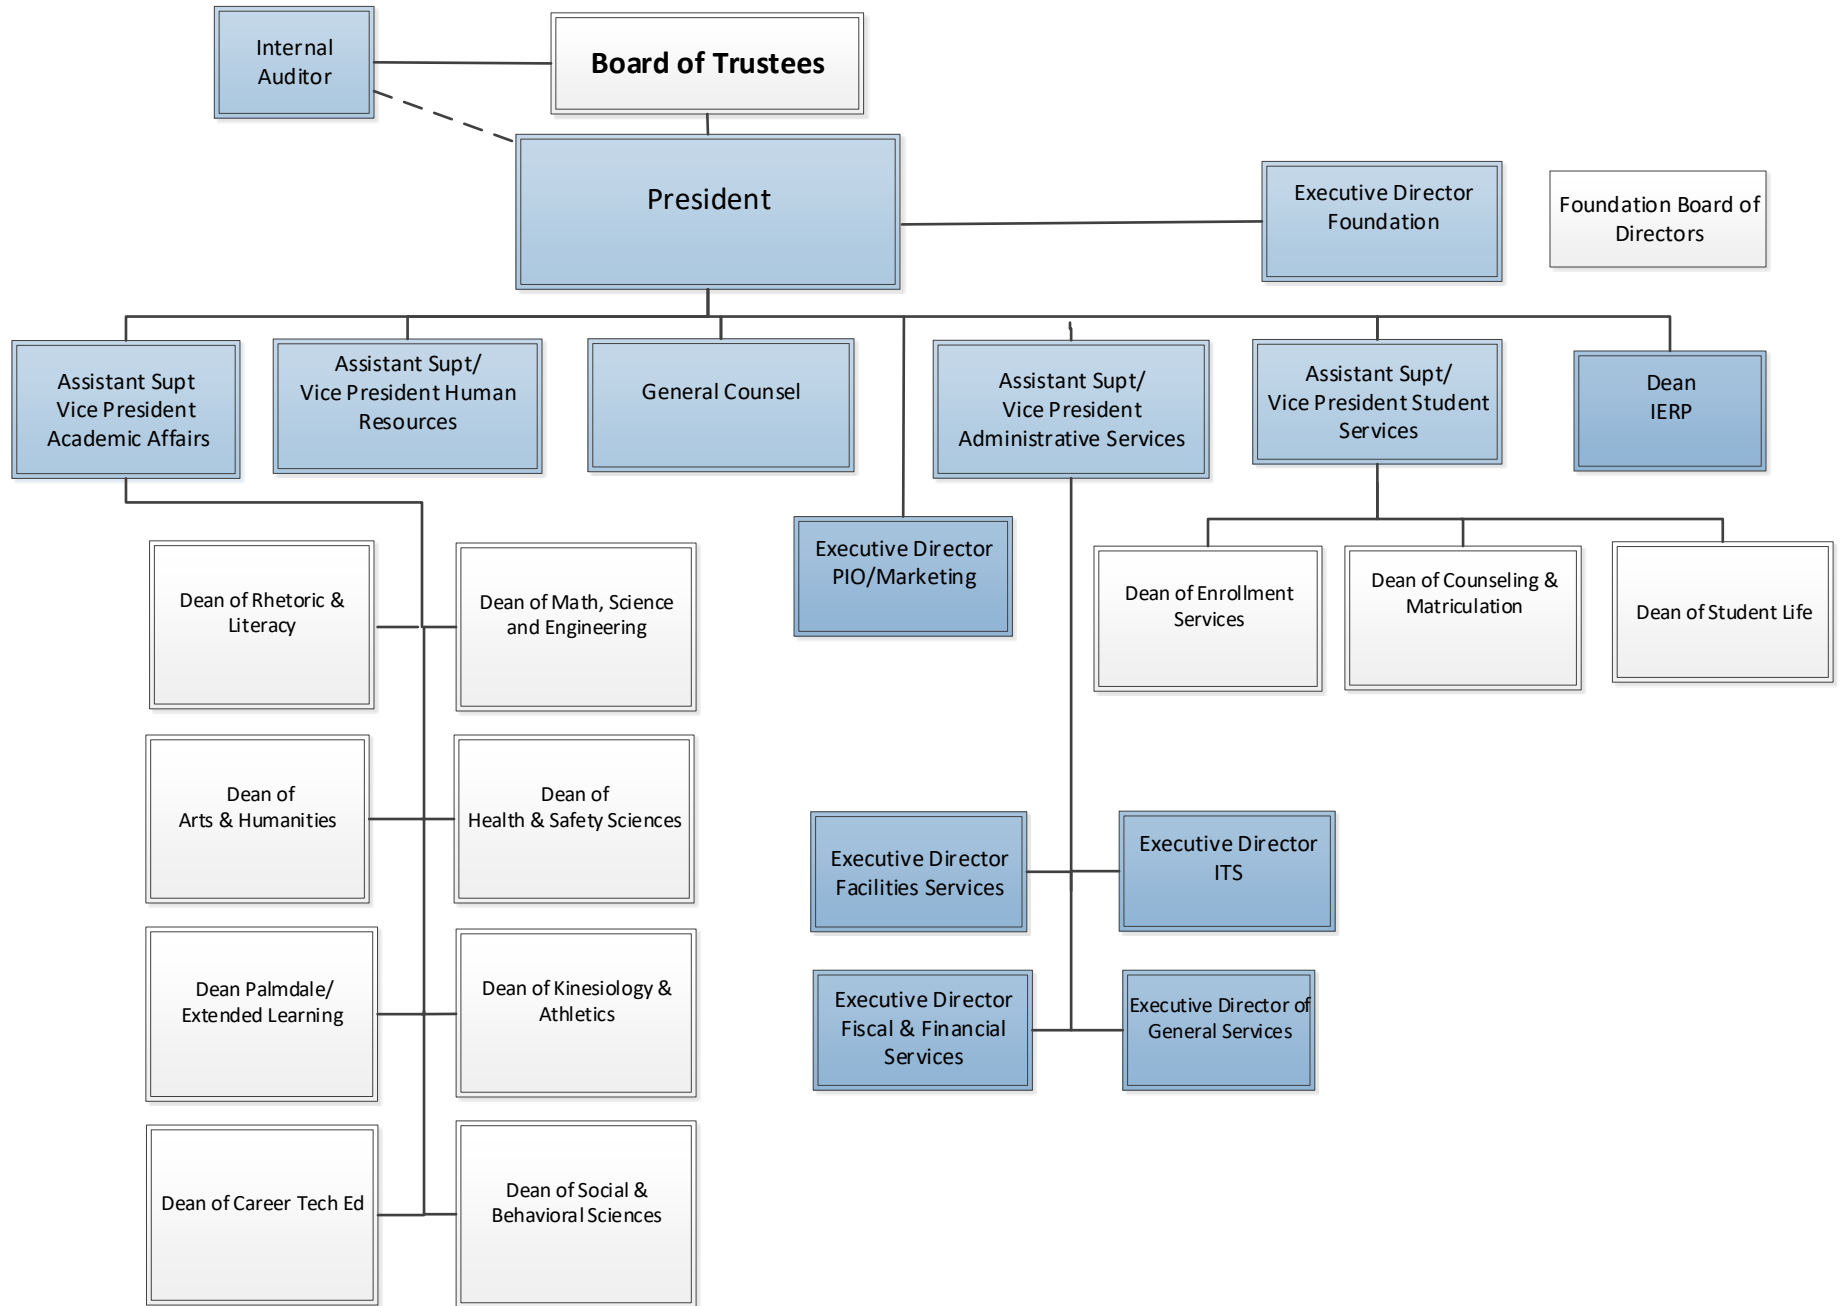 Internal
Auditor
Board of Trustees
President
Executive Director
Foundation
Foundation Board of
Directors
Assistant Supt
Vice President
Academic Affairs
Assistant Supt/
Vice President Human
Resources
General Counsel
Assistant Supt/
Vice President
Administrative Services
Assistant Supt/
Vice President Student
Services
Dean
IERP
Executive Director
PIO/Marketing
Dean of Enrollment
Services
Dean of Counseling &
Matriculation
Dean of Student Life
Dean of Rhetoric &
Literacy
Dean of Math, Science
and Engineering
Dean of
Arts & Humanities
Dean of
Health & Safety Sciences
Executive Director
Facilities Services
Executive Director
ITS
Dean Palmdale/
Extended Learning
Dean of Kinesiology &
Athletics
Executive Director
Fiscal & Financial
Services
Executive Director of
General Services
Dean of Career Tech Ed
Dean of Social &
Behavioral Sciences